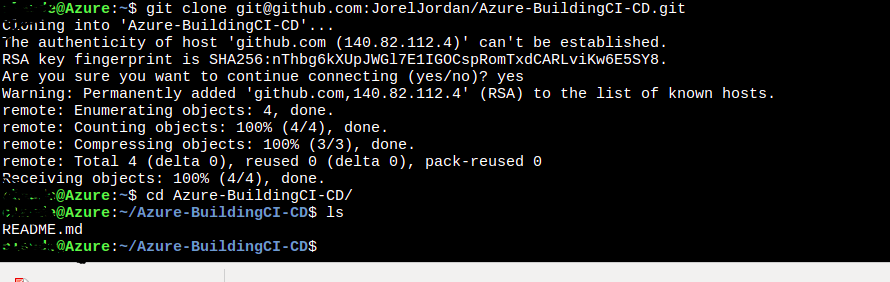 @Azure:~$ git clone git@github.com:JorelJordan/Azure-BuildingCI-CD.git
Cloning into 'Azure-BuildingCI-CD'...
The authenticity of host 'github.com (140.82.112.4)' can't be established.
RSA key fingerprint is SHA256:nThbg6kXUpJWGl7E1IGOCspRomTxdCARLviKw6E5SY8.
Are you sure you want to continue connecting (yes/no)? yes
Warning: Permanently added 'github.com,140.82.112.4' (RSA) to the list of known hosts.
remote: Enumerating objects: 4, done.
remote: Counting objects: 100% (4/4), done.
remote: Compressing objects: 100% (3/3), done.
remote: Total 4 (delta 0), reused 0 (delta 0), pack-reused 0
Receiving objects: 100% (4/4), done.
@Azure:~$ cd Azure-BuildingCI-CD/
@Azure:~/Azure-BuildingCI-CD$ ls
README.md
@Azure:~/Azure-BuildingCI-CD$